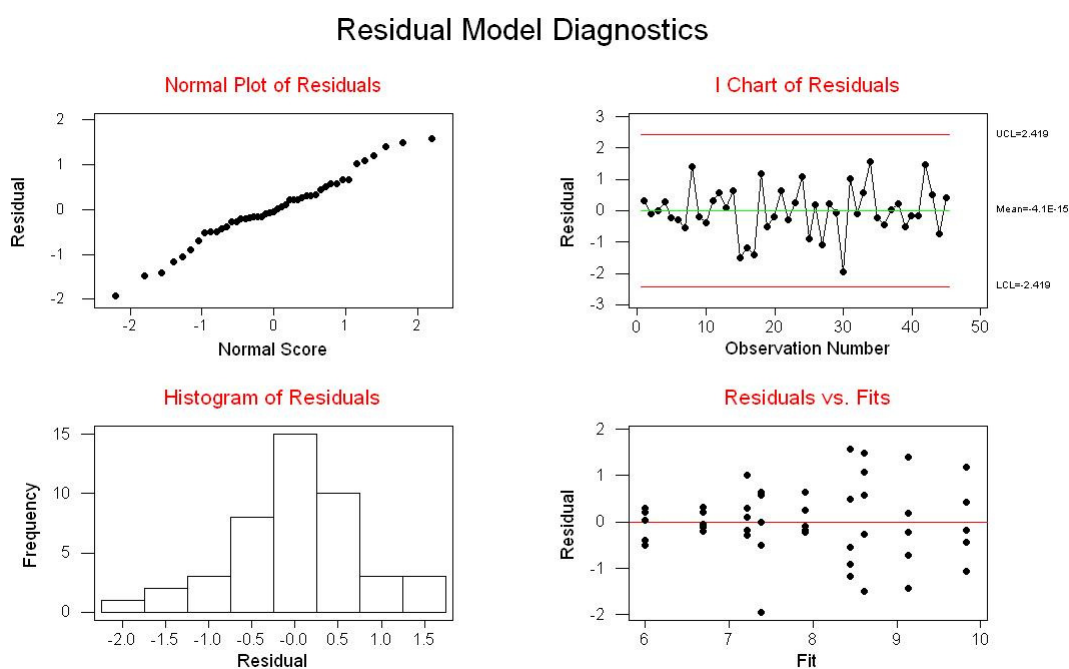 Residual Model Diagnostics
Normal Plot of Residuals
2
1
0
-1
-2
Residual
-2 -1 0 1 2
Normal Score
I Chart of Residuals
3
2
1
0
-1
-2
-3
Residual
UCL=2.419
Mean=-4.1E-15
LCL=-2.419
0 10 20 30 40 50
Observation Number
Histogram of Residuals
15
10
5
0
Frequency
-2.0 -1.5 -1.0 -0.5 -0.0 0.5 1.0 1.5
Residual
Residuals vs. Fits
2
1
0
-1
-2
Residual
6 7 8 9 10
Fit